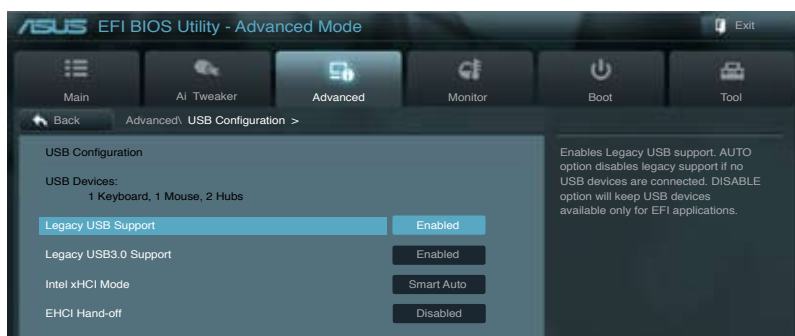 ASUS EFI BIOS Utility - Advanced Mode
Exit
Main
Ai Tweaker
Advanced
Monitor
Boot
Tool
Back
Advanced\ USB Configuration >
USB Configuration
USB Devices:
1 Keyboard, 1 Mouse, 2 Hubs
Legacy USB Support Enabled
Legacy USB3.0 Support Enabled
Intel xHCI Mode Smart Auto
EHCI Hand-off Disabled
Enables Legacy USB support. AUTO
option disables legacy support if no
USB devices are connected. DISABLE
option will keep USB devices
available only for EFI applications.